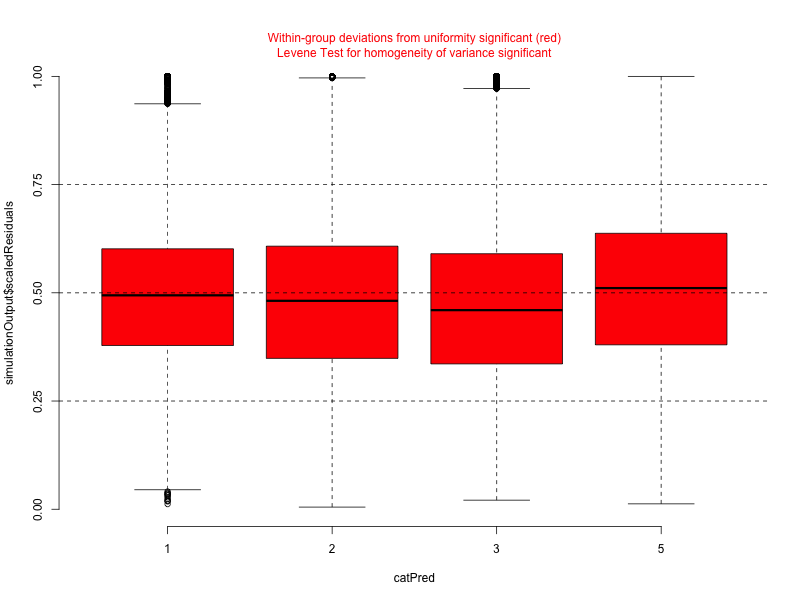 Within-group deviations from uniformity significant (red)
Levene Test for homogeneity of variance significant
simulationOutput$scaledResiduals
1.00
0.75
0.50
0.25
0.00
1 2 3 5
catPred